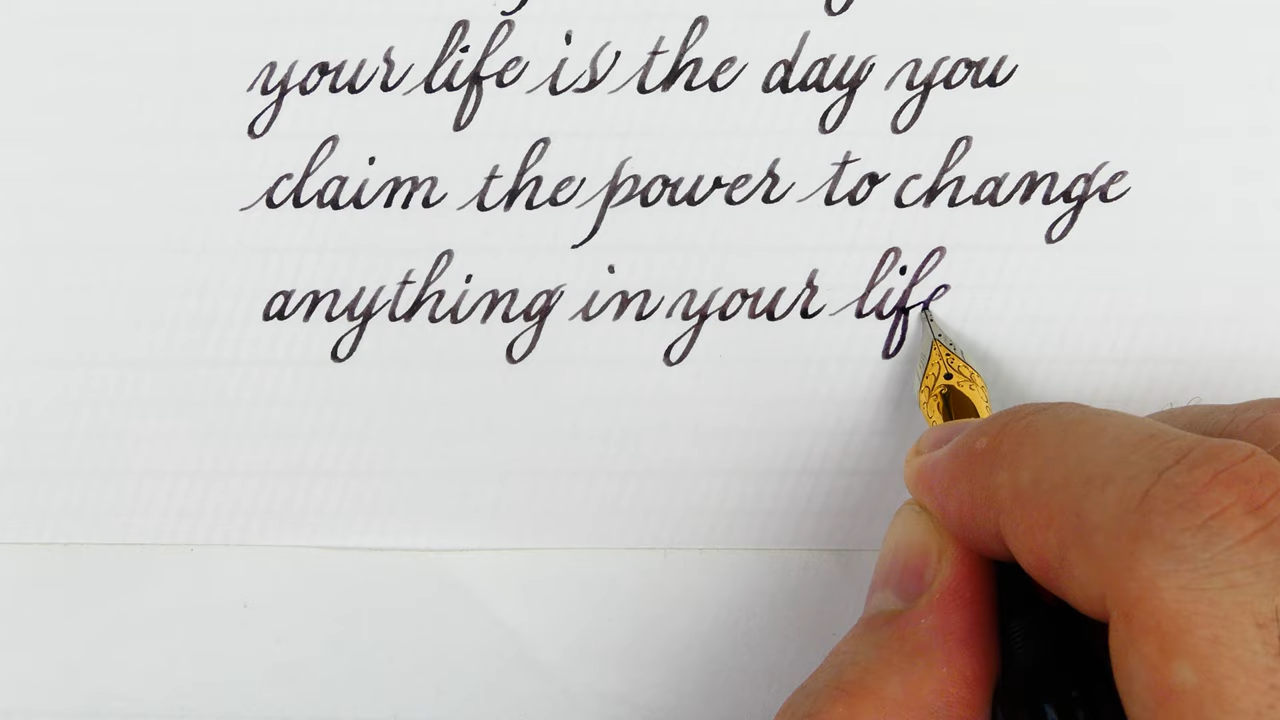 your life is the day you
claim the power to change
anything in your life